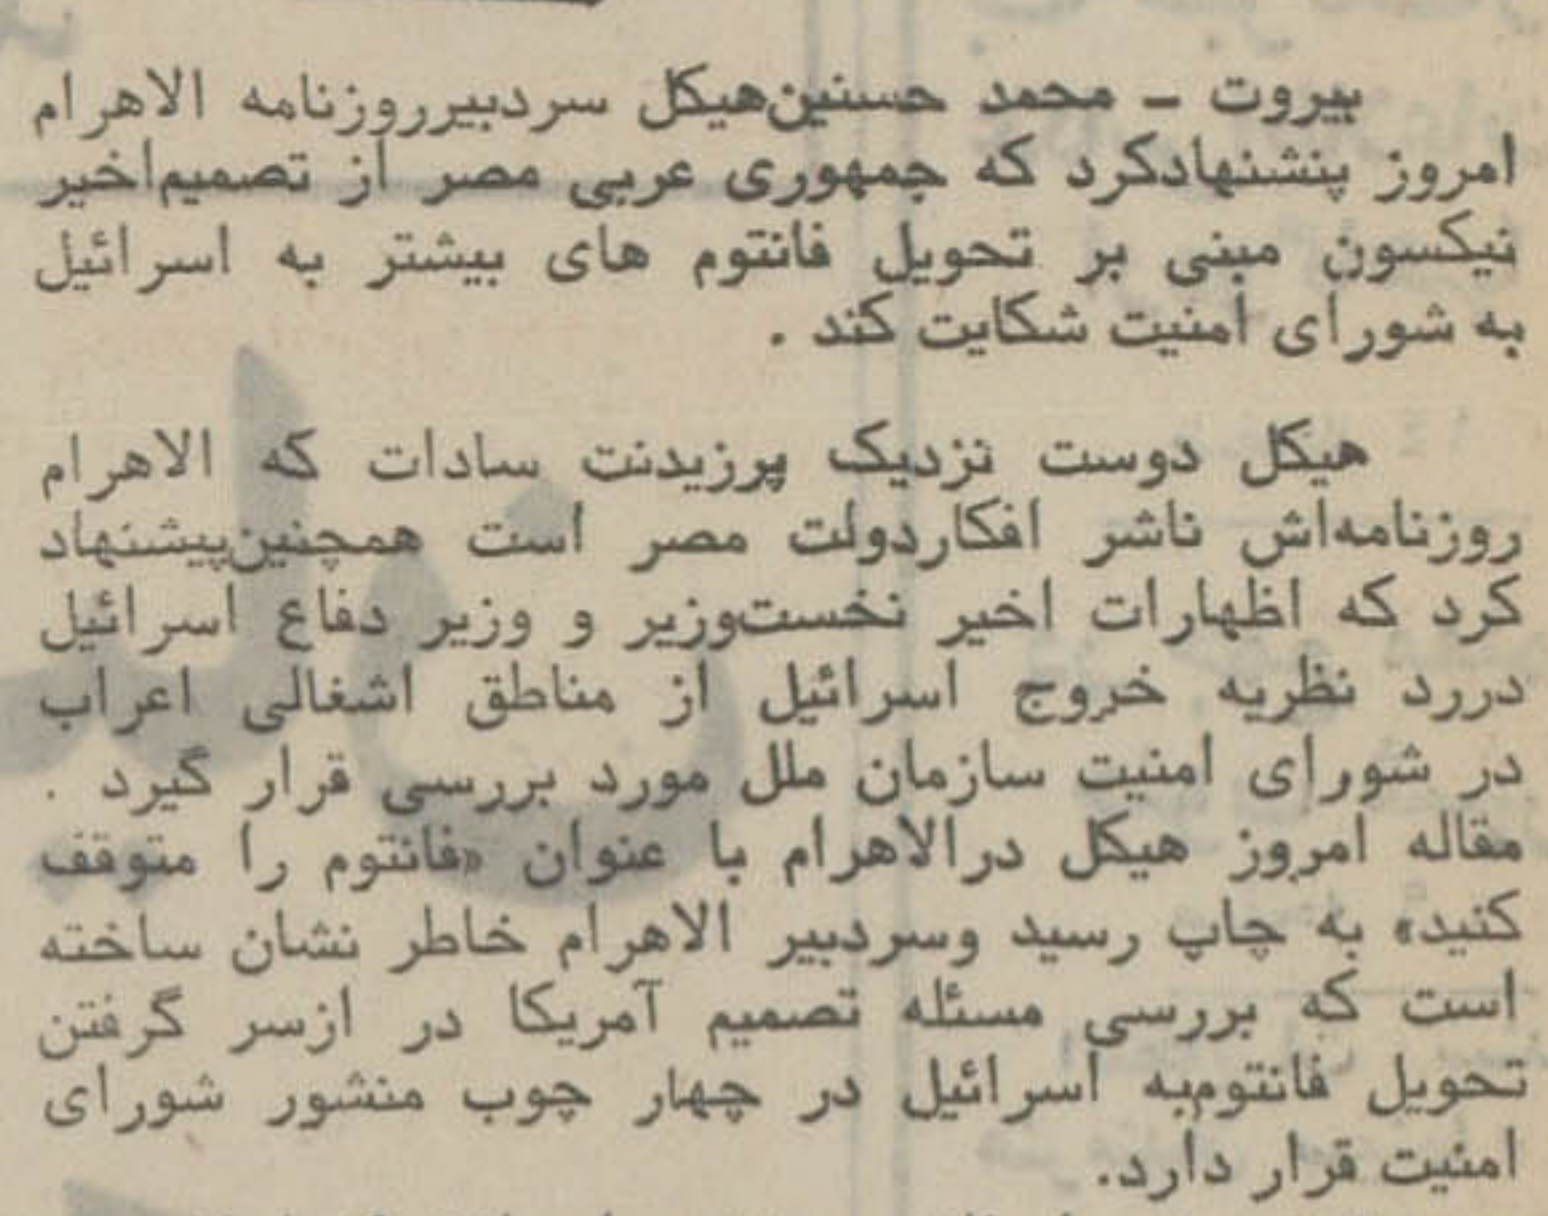 بیروت - محمد حسنین‌هیکل سردبیرروزنامه الاهرام
امروز پنشنهادکرد که جمهوری عربی مصر از تصمیم‌اخیر
نیکسون مبنی بر تحویل فانتوم های بیشتر به اسرائیل
به شورای امنیت شکایت کند .
هیکل دوست نزدیک پرزیدنت سادات که الاهرام
روزنامه‌اش ناشر افکاردولت مصر است همچنین‌پیشنهاد
کرد که اظهارات اخیر نخست‌وزیر و وزیر دفاع اسرائیل
دررد نظریه خروج اسرائیل از مناطق اشغالی اعراب
در شورای امنیت سازمان ملل مورد بررسی قرار گیرد .
مقاله امروز هیکل درالاهرام با عنوان «فانتوم را متوقف
کنید» به چاپ رسید وسردبیر الاهرام خاطر نشان ساخته
است که بررسی مسئله تصمیم آمریکا در ازسر گرفتن
تحویل فانتوم‌به اسرائیل در چهار چوب منشور شورای
امنیت قرار دارد.